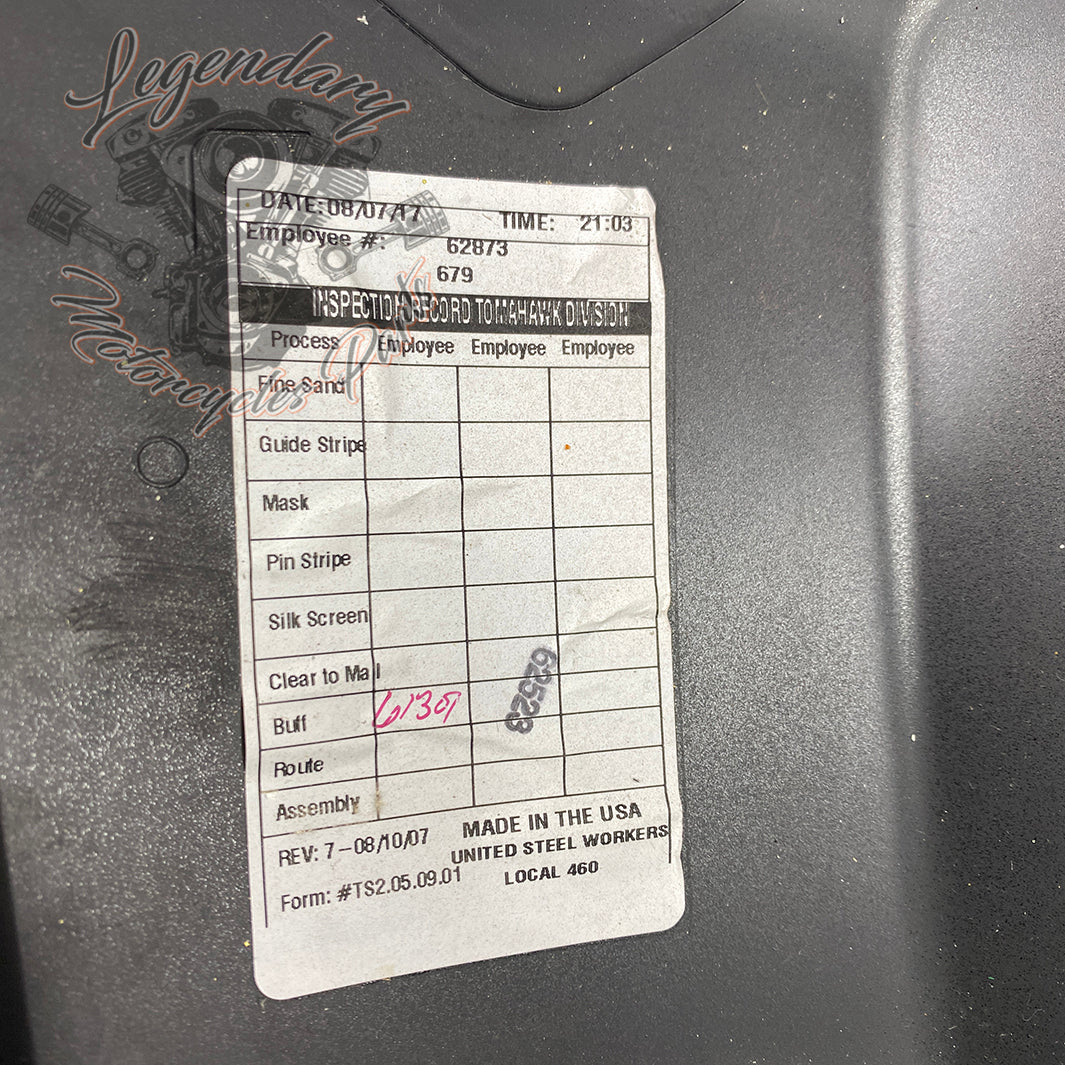 Legendary
Motorcycles Parts
DATE: 08/07/17 TIME: 21:03
Employee #: 62873
679
INSPECTION RECORD TOMAHAWK DIVISION
Process Employee Employee Employee
Fine Sand
Guide Stripe
Mask
Pin Stripe
Silk Screen
Clear to Mall
Buff 61309 62523
Route
Assembly
REV: 7-08/10/07 MADE IN THE USA
UNITED STEEL WORKERS
Form: #TS2.05.09.01 LOCAL 460